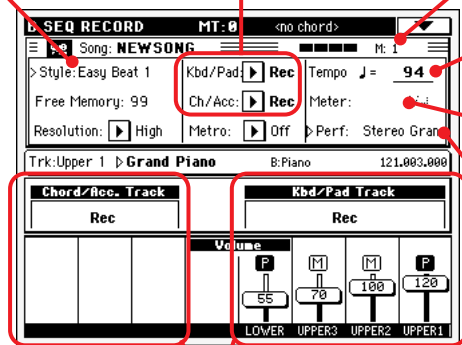 B.SEQ RECORD MT:0 <no chord>
Song: NEWSONG M: 1
Style: Easy Beat 1 Kbd/Pad: Rec Tempo ♩= 94
Free Memory: 99 Ch/Acc: Rec Meter:
Resolution: High Metro: Off Perf: Stereo Gran
Trk:Upper 1 Grand Piano B:Piano 121.003.000
Chord/Acc. Track Kbd/Pad Track
Rec Rec
Volume
P M M P
55 70 100 120
LOWER UPPER3 UPPER2 UPPER1